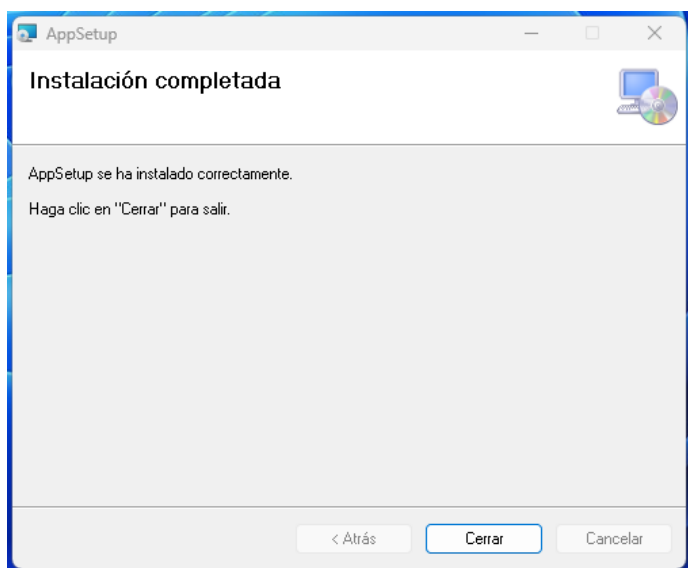 AppSetup
Instalación completada
AppSetup se ha instalado correctamente.
Haga clic en "Cerrar" para salir.
< Atrás
Cerrar
Cancelar